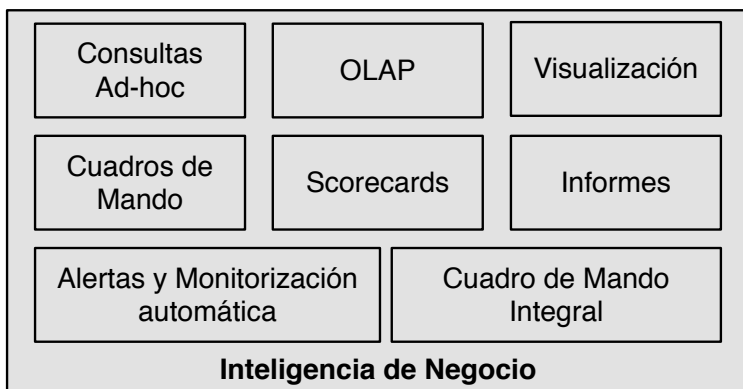 Consultas
Ad-hoc
OLAP
Visualización
Cuadros de
Mando
Scorecards
Informes
Alertas y Monitorización
automática
Cuadro de Mando
Integral
Inteligencia de Negocio